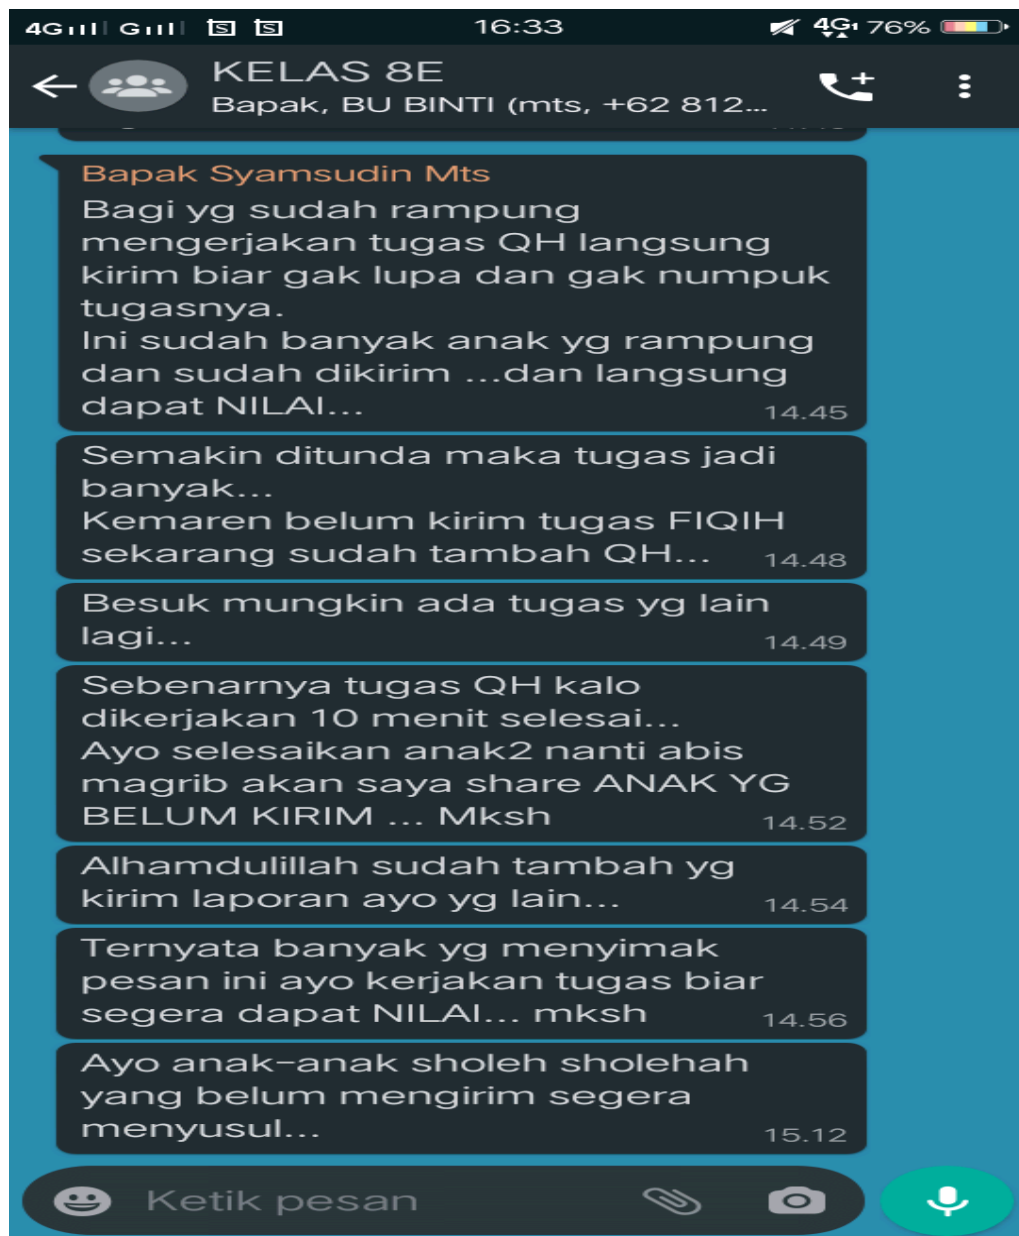 4G G 16:33 4G 76%
KELAS 8E
Bapak, BU BINTI (mts, +62 812...
Bapak Syamsudin Mts
Bagi yg sudah rampung
mengerjakan tugas QH langsung
kirim biar gak lupa dan gak numpuk
tugasnya.
Ini sudah banyak anak yg rampung
dan sudah dikirim ...dan langsung
dapat NILAI...
14.45
Semakin ditunda maka tugas jadi
banyak...
Kemaren belum kirim tugas FIQIH
sekarang sudah tambah QH...
14.48
Besuk mungkin ada tugas yg lain
lagi...
14.49
Sebenarnya tugas QH kalo
dikerjakan 10 menit selesai...
Ayo selesaikan anak2 nanti abis
magrib akan saya share ANAK YG
BELUM KIRIM ... Mksh
14.52
Alhamdulillah sudah tambah yg
kirim laporan ayo yg lain...
14.54
Ternyata banyak yg menyimak
pesan ini ayo kerjakan tugas biar
segera dapat NILAI... mksh
14.56
Ayo anak-anak sholeh sholehah
yang belum mengirim segera
menyusul...
15.12
Ketik pesan